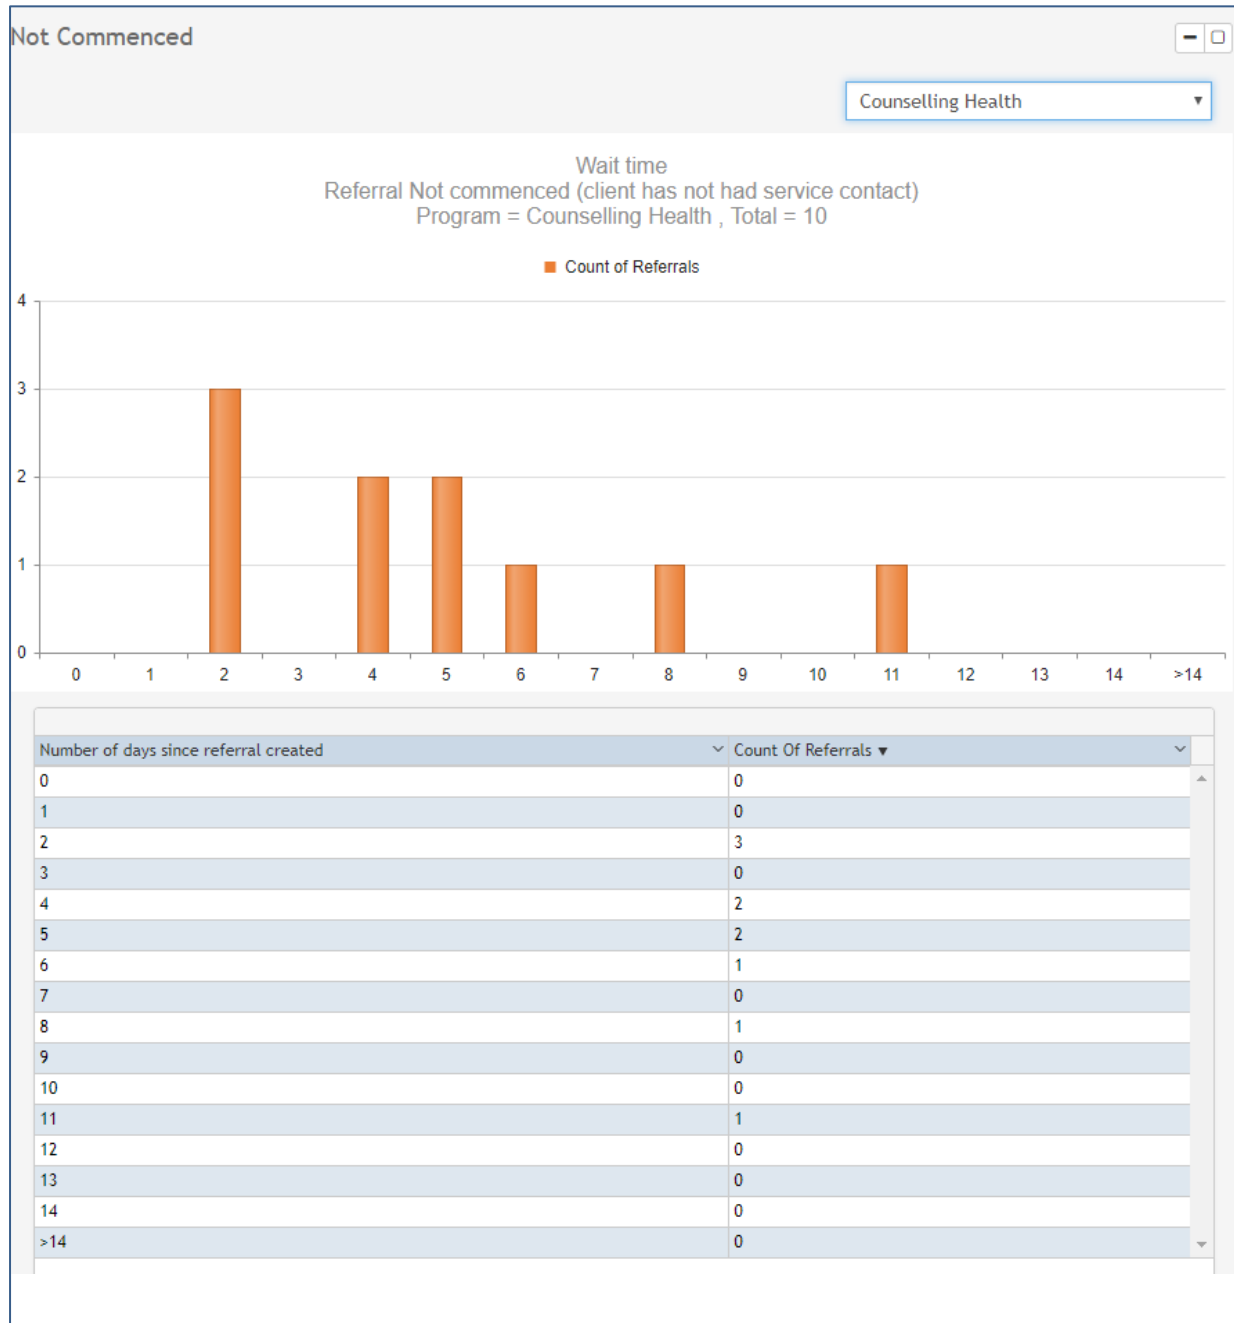 Not Commenced
Counselling Health
Wait time
Referral Not commenced (client has not had service contact)
Program = Counselling Health , Total = 10
Count of Referrals
4
3
2
1
0
0 1 2 3 4 5 6 7 8 9 10 11 12 13 14 >14
Number of days since referral created Count Of Referrals
0 0
1 0
2 3
3 0
4 2
5 2
6 1
7 0
8 1
9 0
10 0
11 1
12 0
13 0
14 0
>14 0